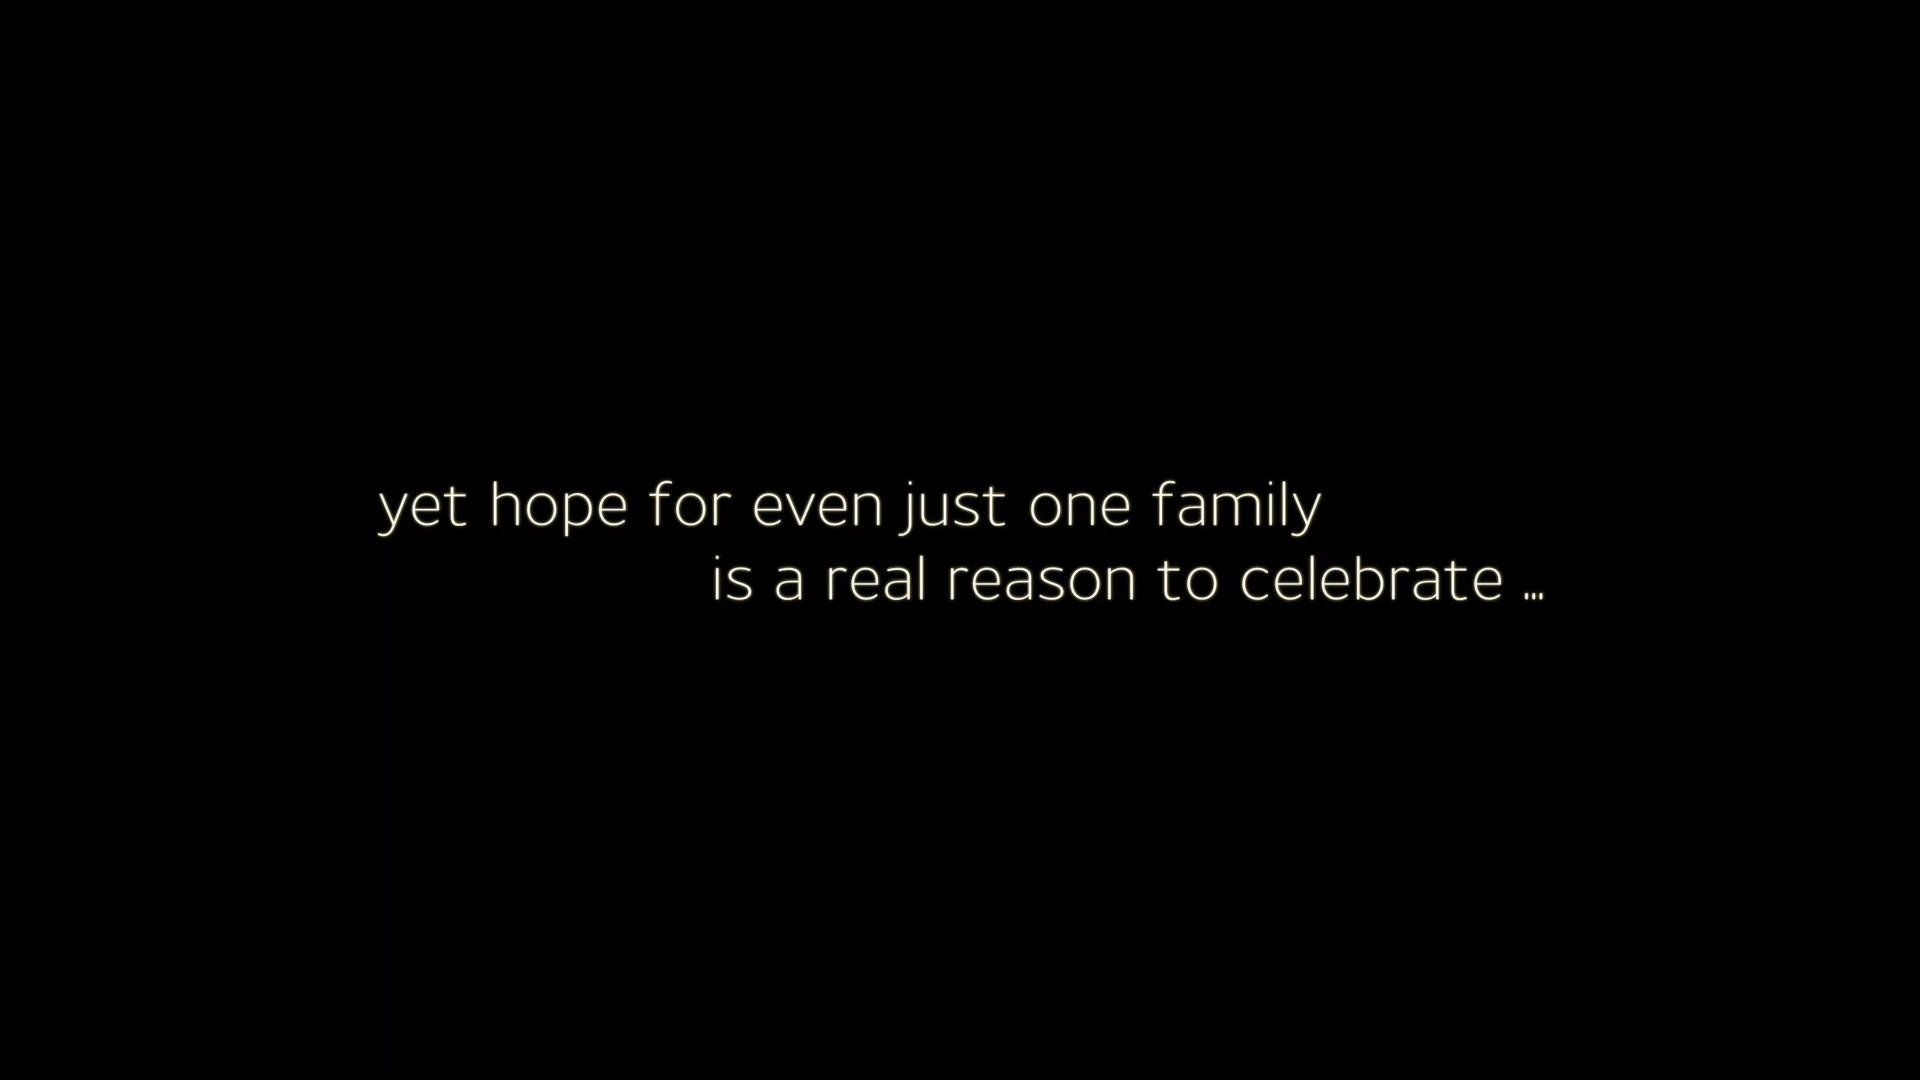 yet hope for even just one family
is a real reason to celebrate ...